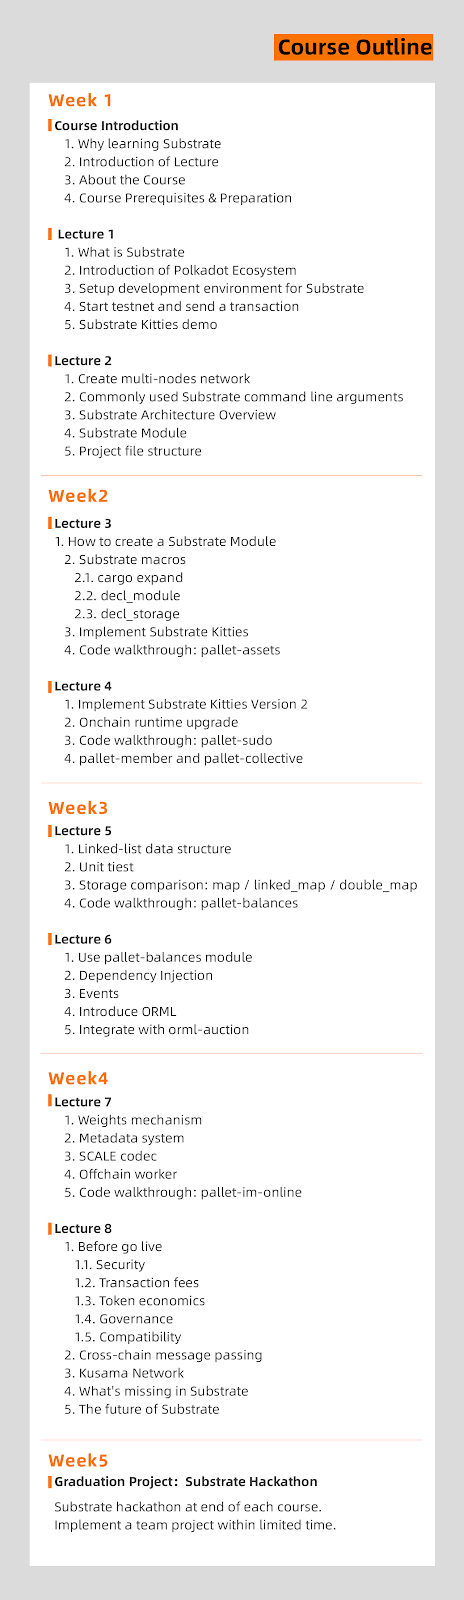 Course Outline
Week 1
Course Introduction
1. Why learning Substrate
2. Introduction of Lecture
3. About the Course
4. Course Prerequisites & Preparation
Lecture 1
1. What is Substrate
2. Introduction of Polkadot Ecosystem
3. Setup development environment for Substrate
4. Start testnet and send a transaction
5. Substrate Kitties demo
Lecture 2
1. Create multi-nodes network
2. Commonly used Substrate command line arguments
3. Substrate Architecture Overview
4. Substrate Module
5. Project file structure
Week2
Lecture 3
1. How to create a Substrate Module
2. Substrate macros
2.1. cargo expand
2.2. decl_module
2.3. decl_storage
3. Implement Substrate Kitties
4. Code walkthrough: pallet-assets
Lecture 4
1. Implement Substrate Kitties Version 2
2. Onchain runtime upgrade
3. Code walkthrough: pallet-sudo
4. pallet-member and pallet-collective
Week3
Lecture 5
1. Linked-list data structure
2. Unit tiest
3. Storage comparison: map / linked_map / double_map
4. Code walkthrough: pallet-balances
Lecture 6
1. Use pallet-balances module
2. Dependency Injection
3. Events
4. Introduce ORML
5. Integrate with orml-auction
Week4
Lecture 7
1. Weights mechanism
2. Metadata system
3. SCALE codec
4. Offchain worker
5. Code walkthrough: pallet-im-online
Lecture 8
1. Before go live
1.1. Security
1.2. Transaction fees
1.3. Token economics
1.4. Governance
1.5. Compatibility
2. Cross-chain message passing
3. Kusama Network
4. What's missing in Substrate
5. The future of Substrate
Week5
Graduation Project：Substrate Hackathon
Substrate hackathon at end of each course.
Implement a team project within limited time.